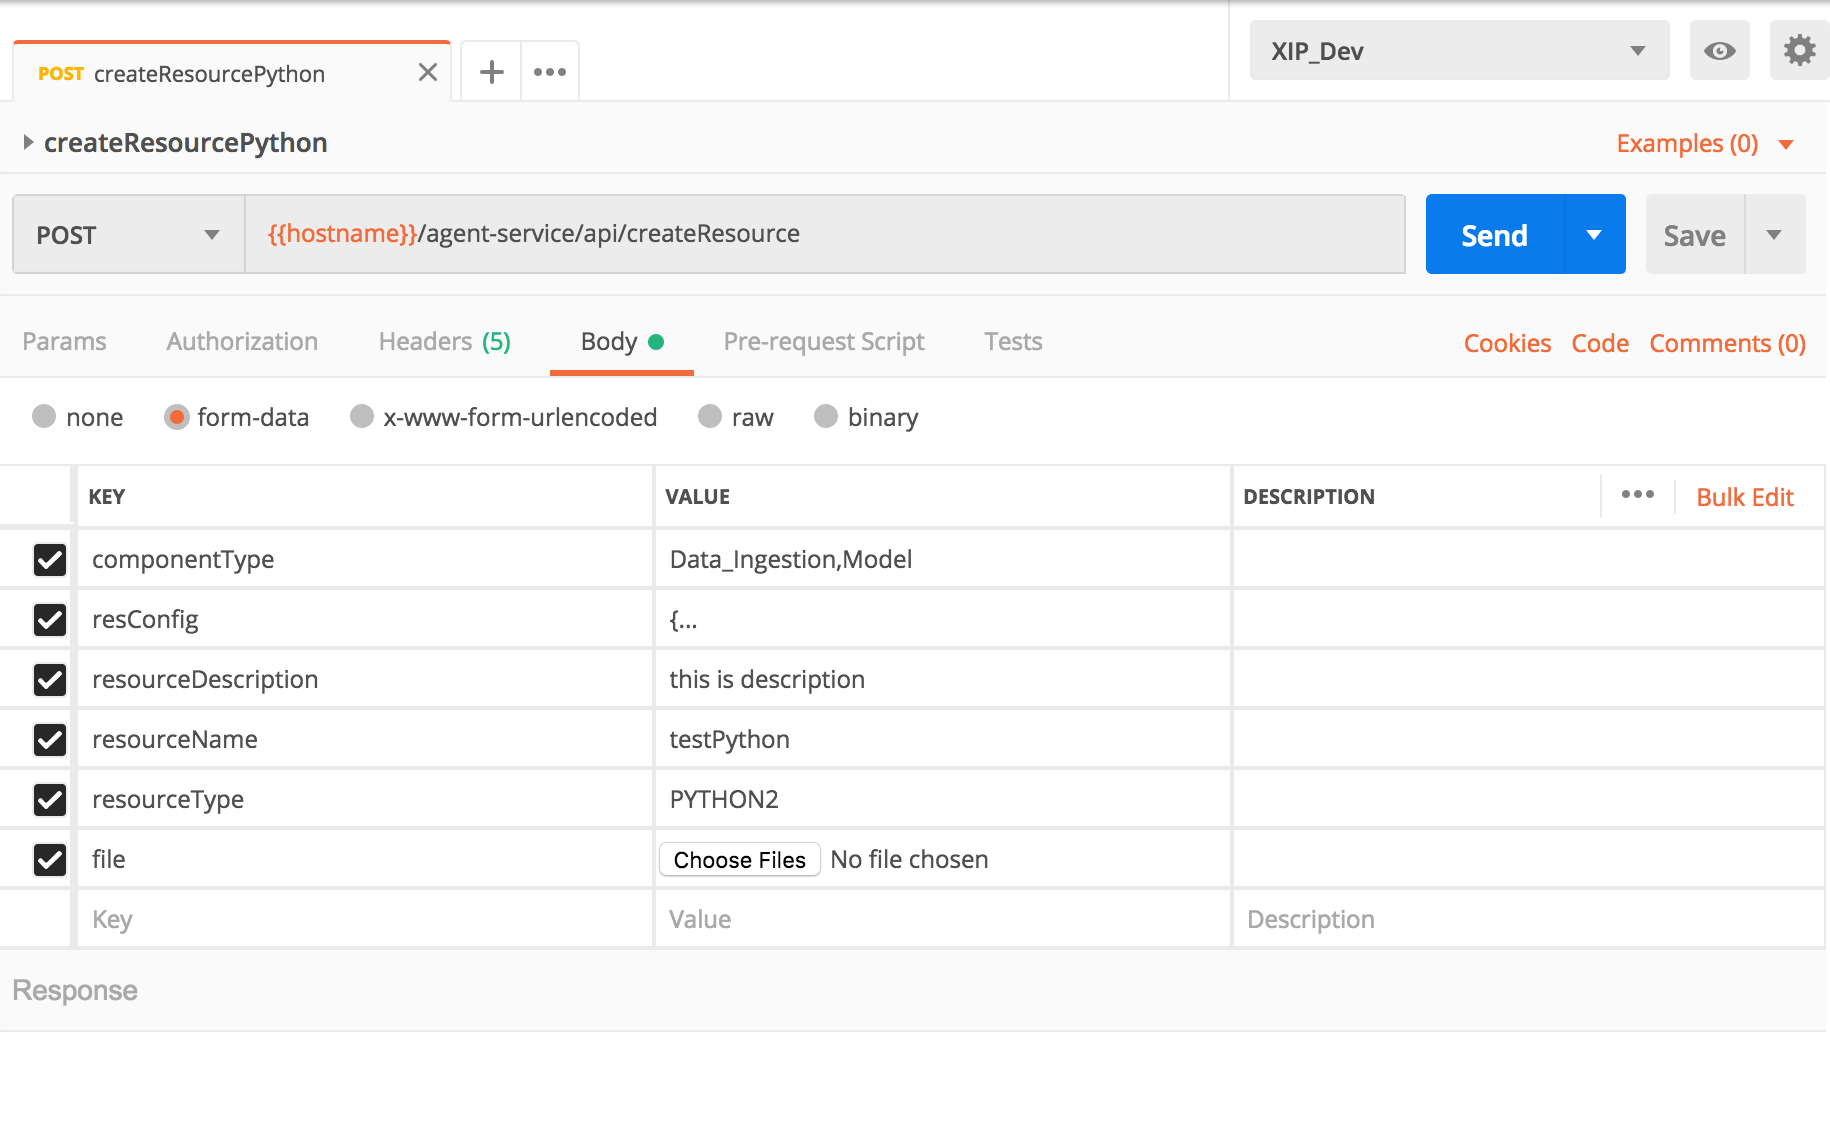 POST createResourcePython
XIP_Dev
createResourcePython
Examples (0)
POST
{{hostname}}/agent-service/api/createResource
Send
Save
Params Authorization Headers (5) Body Pre-request Script Tests
Cookies Code Comments (0)
none form-data x-www-form-urlencoded raw binary
KEY VALUE DESCRIPTION ••• Bulk Edit
componentType Data_Ingestion,Model
resConfig {...
resourceDescription this is description
resourceName testPython
resourceType PYTHON2
file Choose Files No file chosen
Key Value Description
Response